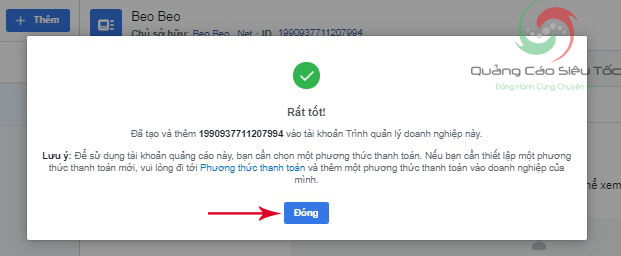 + Thêm
Beo Beo
Chủ sở hữu: Beo Beo . Net · ID: 1990937711207994
Quảng Cáo Siêu Tốc
Đồng Hành Cùng Chuyên
Rất tốt!
Đã tạo và thêm 1990937711207994 vào tài khoản Trình quản lý doanh nghiệp này.
Lưu ý: Để sử dụng tài khoản quảng cáo này, bạn cần chọn một phương thức thanh toán. Nếu bạn cần thiết lập một phương
thức thanh toán mới, vui lòng đi tới Phương thức thanh toán và thêm một phương thức thanh toán vào doanh nghiệp của
mình.
xem
Đóng